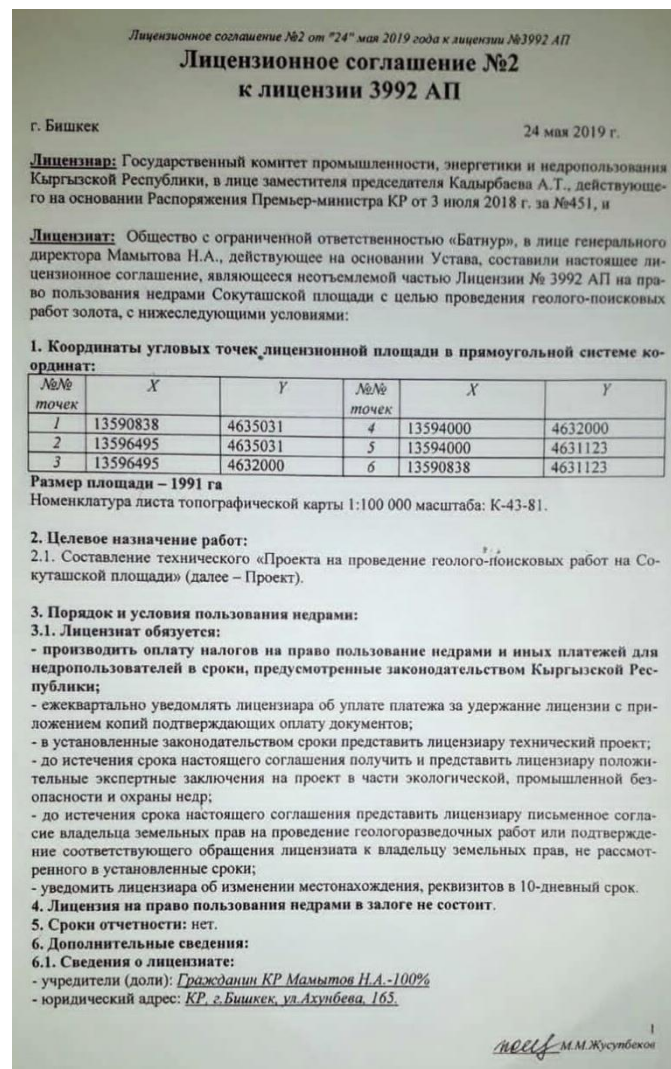 Лицензионное соглашение №2 от "24" мая 2019 года к лицензии №3992 АП
Лицензионное соглашение №2
к лицензии 3992 АП
г. Бишкек
24 мая 2019 г.
Лицензиар: Государственный комитет промышленности, энергетики и недропользования
Кыргызской Республики, в лице заместителя председателя Кадырбаева А.Т., действующе-
го на основании Распоряжения Премьер-министра КР от 3 июля 2018 г. за №451, и
Лицензиат: Общество с ограниченной ответственностью «Батнур», в лице генерального
директора Мамытова Н.А., действующее на основании Устава, составили настоящее ли-
цензионное соглашение, являющееся неотъемлемой частью Лицензии № 3992 АП на пра-
во пользования недрами Сокуташской площади с целью проведения геолого-поисковых
работ золота, с нижеследующими условиями:
1. Координаты угловых точек лицензионной площади в прямоугольной системе ко-
ординат:
№№ точек X Y №№ точек X Y
1 13590838 4635031 4 13594000 4632000
2 13596495 4635031 5 13594000 4631123
3 13596495 4632000 6 13590838 4631123
Размер площади – 1991 га
Номенклатура листа топографической карты 1:100 000 масштаба: К-43-81.
2. Целевое назначение работ:
2.1. Составление технического «Проекта на проведение геолого-поисковых работ на Со-
куташской площади» (далее – Проект).
3. Порядок и условия пользования недрами:
3.1. Лицензиат обязуется:
- производить оплату налогов на право пользование недрами и иных платежей для
недропользователей в сроки, предусмотренные законодательством Кыргызской Рес-
публики;
- ежеквартально уведомлять лицензиара об уплате платежа за удержание лицензии с при-
ложением копий подтверждающих оплату документов;
- в установленные законодательством сроки представить лицензиару технический проект;
- до истечения срока настоящего соглашения получить и представить лицензиару положи-
тельные экспертные заключения на проект в части экологической, промышленной без-
опасности и охраны недр;
- до истечения срока настоящего соглашения представить лицензиару письменное согла-
сие владельца земельных прав на проведение геологоразведочных работ или подтвержде-
ние соответствующего обращения лицензиата к владельцу земельных прав, не рассмот-
ренного в установленные сроки;
- уведомить лицензиара об изменении местонахождения, реквизитов в 10-дневный срок.
4. Лицензия на право пользования недрами в залоге не состоит.
5. Сроки отчетности: нет.
6. Дополнительные сведения:
6.1. Сведения о лицензиате:
- учредители (доли): Гражданин КР Мамытов Н.А.-100%
- юридический адрес: КР, г.Бишкек, ул.Ахунбева, 165.
1
М.М.Жусупбеков